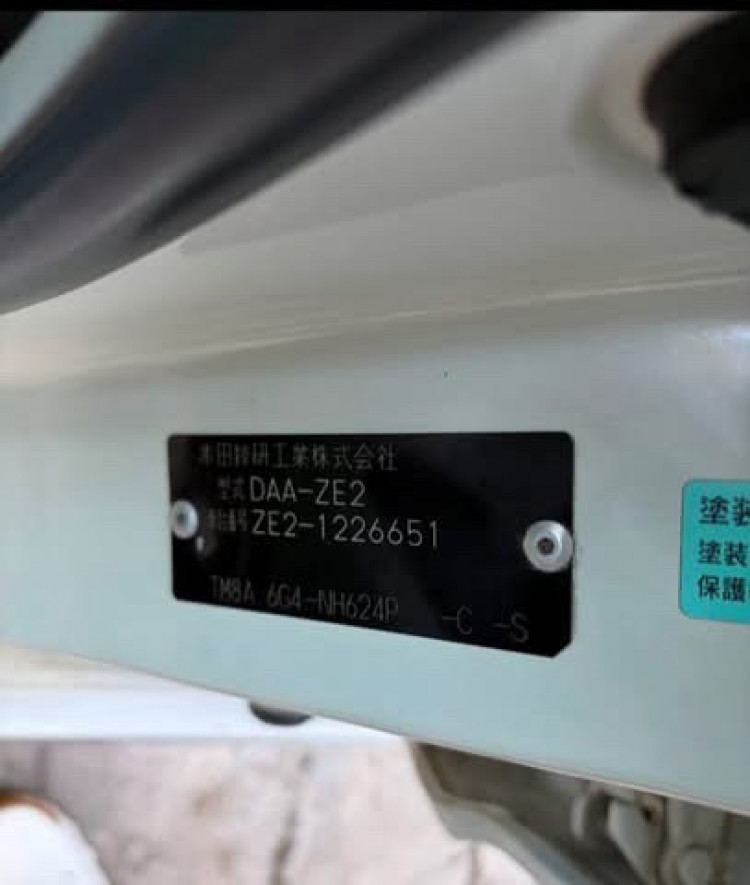 本田技研工業株式会社
型式 DAA-ZE2
車台番号 ZE2-1226651
TM8A 6G4-NH624P -C -S
塗装
塗装
保護